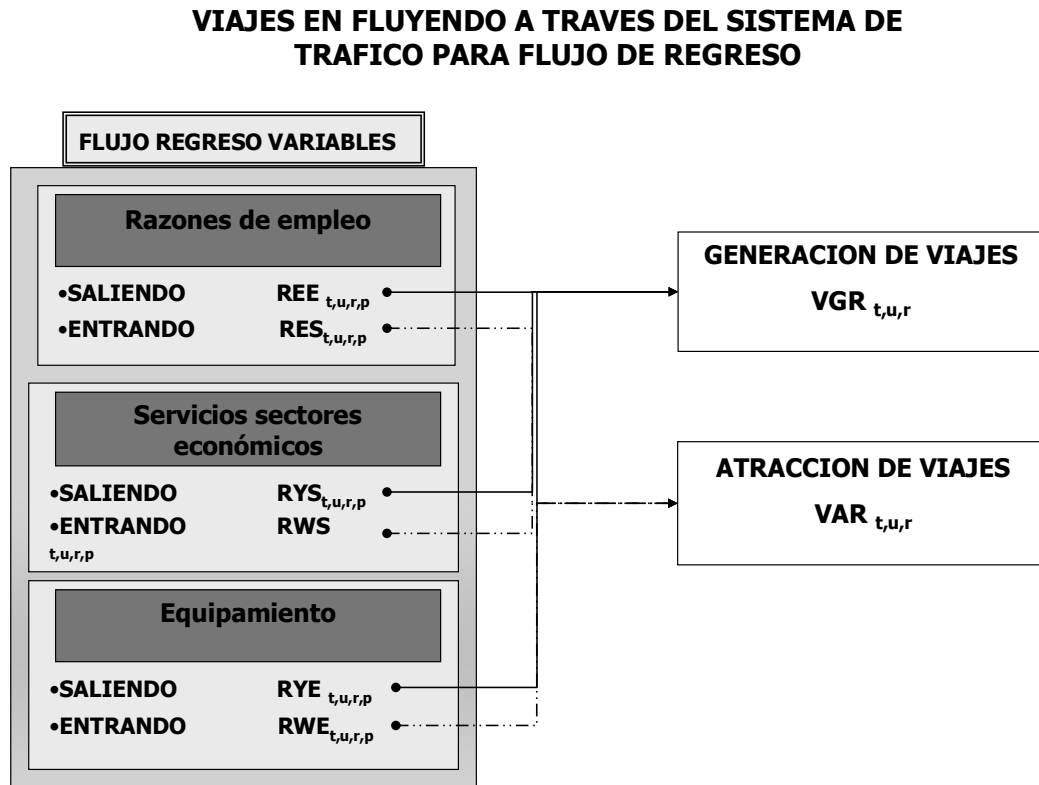 VIAJES EN FLUYENDO A TRAVES DEL SISTEMA DE
TRAFICO PARA FLUJO DE REGRESO
FLUJO REGRESO VARIABLES
Razones de empleo
•SALIENDO REE t,u,r,p
•ENTRANDO RES t,u,r,p
Servicios sectores
económicos
•SALIENDO RYS t,u,r,p
•ENTRANDO RWS
t,u,r,p
Equipamiento
•SALIENDO RYE t,u,r,p
•ENTRANDO RWE t,u,r,p
GENERACION DE VIAJES
VGR t,u,r
ATRACCION DE VIAJES
VAR t,u,r